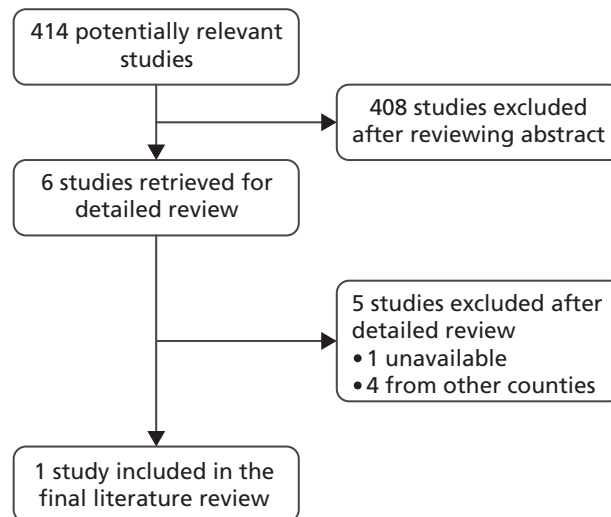 414 potentially relevant
studies
408 studies excluded
after reviewing abstract
6 studies retrieved for
detailed review
5 studies excluded after
detailed review
• 1 unavailable
• 4 from other counties
1 study included in the
final literature review